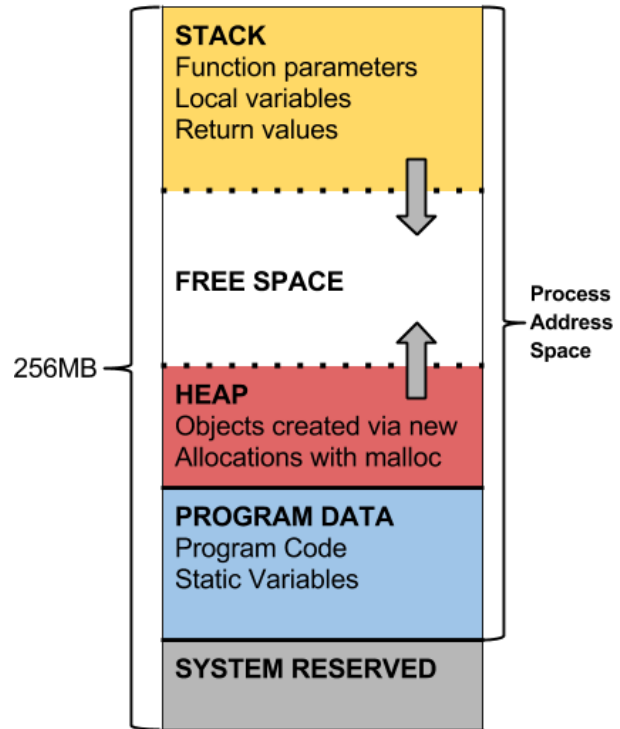 STACK
Function parameters
Local variables
Return values
FREE SPACE
HEAP
Objects created via new
Allocations with malloc
PROGRAM DATA
Program Code
Static Variables
SYSTEM RESERVED
256MB
Process
Address
Space